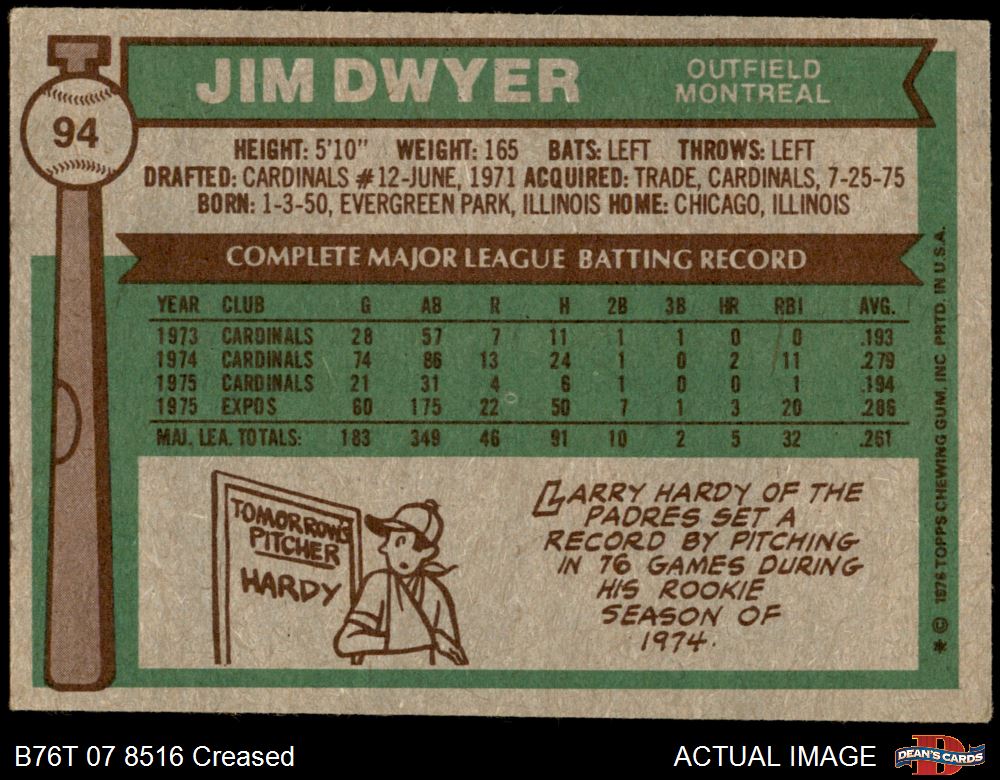 JIM DWYER
OUTFIELD
MONTREAL
94
HEIGHT: 5'10" WEIGHT: 165 BATS: LEFT THROWS: LEFT
DRAFTED: CARDINALS #12-JUNE, 1971 ACQUIRED: TRADE, CARDINALS, 7-25-75
BORN: 1-3-50, EVERGREEN PARK, ILLINOIS HOME: CHICAGO, ILLINOIS
COMPLETE MAJOR LEAGUE BATTING RECORD
YEAR CLUB G AB R H 2B 3B HR RBI AVG.
1973 CARDINALS 28 57 7 11 1 1 0 0 .193
1974 CARDINALS 74 86 13 24 1 0 2 11 .279
1975 CARDINALS 21 31 4 6 1 0 0 1 .194
1975 EXPOS 60 175 22 50 7 1 3 20 .286
MAJ. LEA. TOTALS: 183 349 46 91 10 2 5 32 .261
TOMORROW'S
PITCHER
HARDY
LARRY HARDY OF THE
PADRES SET A
RECORD BY PITCHING
IN 76 GAMES DURING
HIS ROOKIE
SEASON OF
1974.
* © 1976 TOPPS CHEWING GUM, INC. PRTD. IN U.S.A.
B76T 07 8516 Creased
ACTUAL IMAGE
D
DEAN'S CARDS